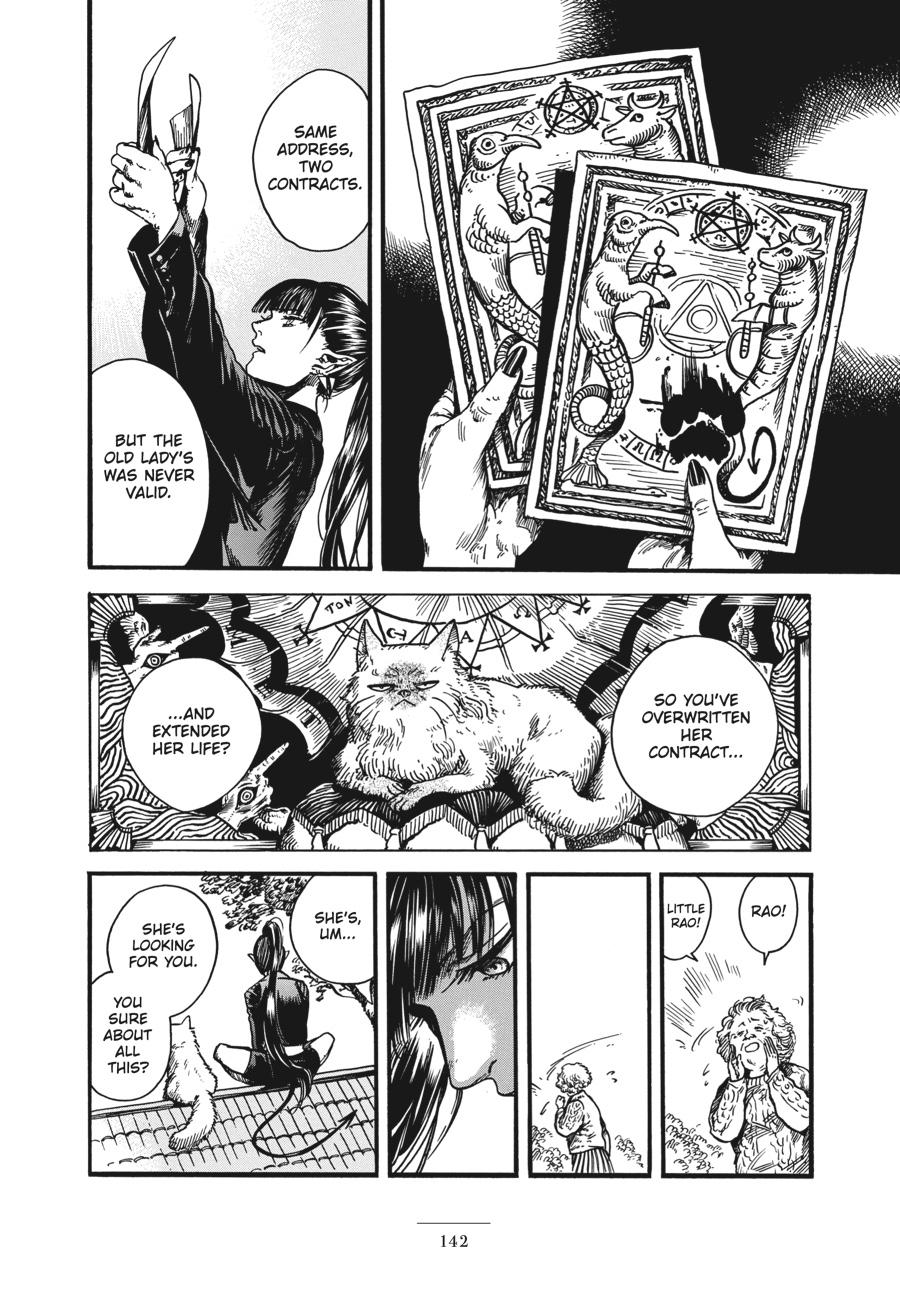 SAME
ADDRESS,
TWO
CONTRACTS.
BUT THE
OLD LADY'S
WAS NEVER
VALID.
SO YOU'VE
OVERWRITTEN
HER
CONTRACT...
...AND
EXTENDED
HER LIFE?
RAO!
LITTLE
RAO!
SHE'S,
UM...
SHE'S
LOOKING
FOR YOU.
YOU
SURE
ABOUT
ALL
THIS?
142